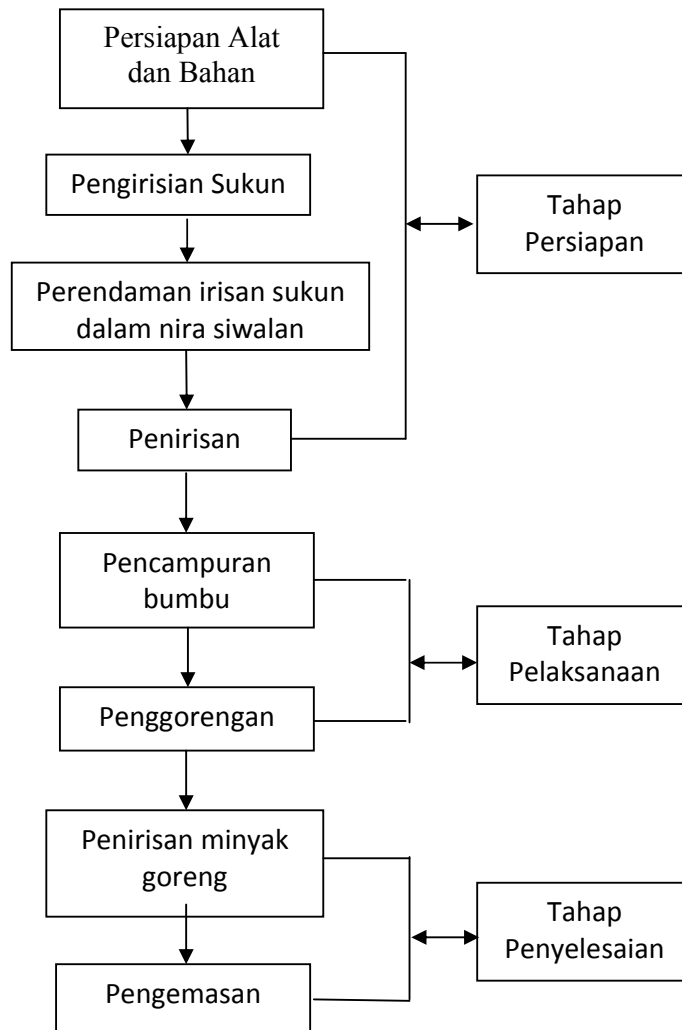 Persiapan Alat
dan Bahan
Pengirisian Sukun
Tahap
Persiapan
Perendaman irisan sukun
dalam nira siwalan
Penirisan
Pencampuran
bumbu
Tahap
Pelaksanaan
Penggorengan
Penirisan minyak
goreng
Tahap
Penyelesaian
Pengemasan